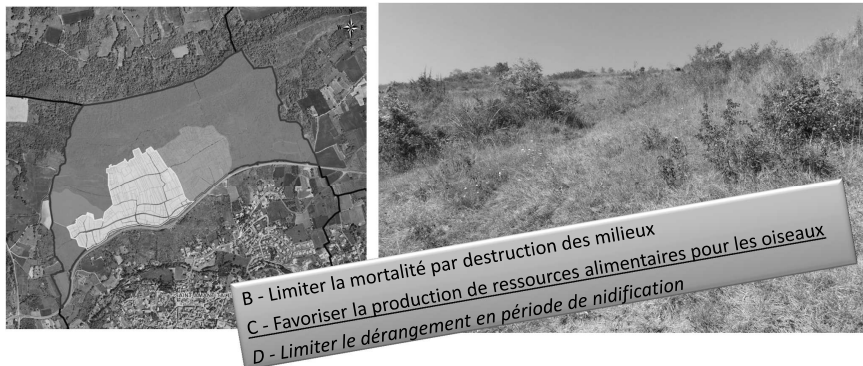 N
B - Limiter la mortalité par destruction des milieux
C - Favoriser la production de ressources alimentaires pour les oiseaux
D - Limiter le dérangement en période de nidification